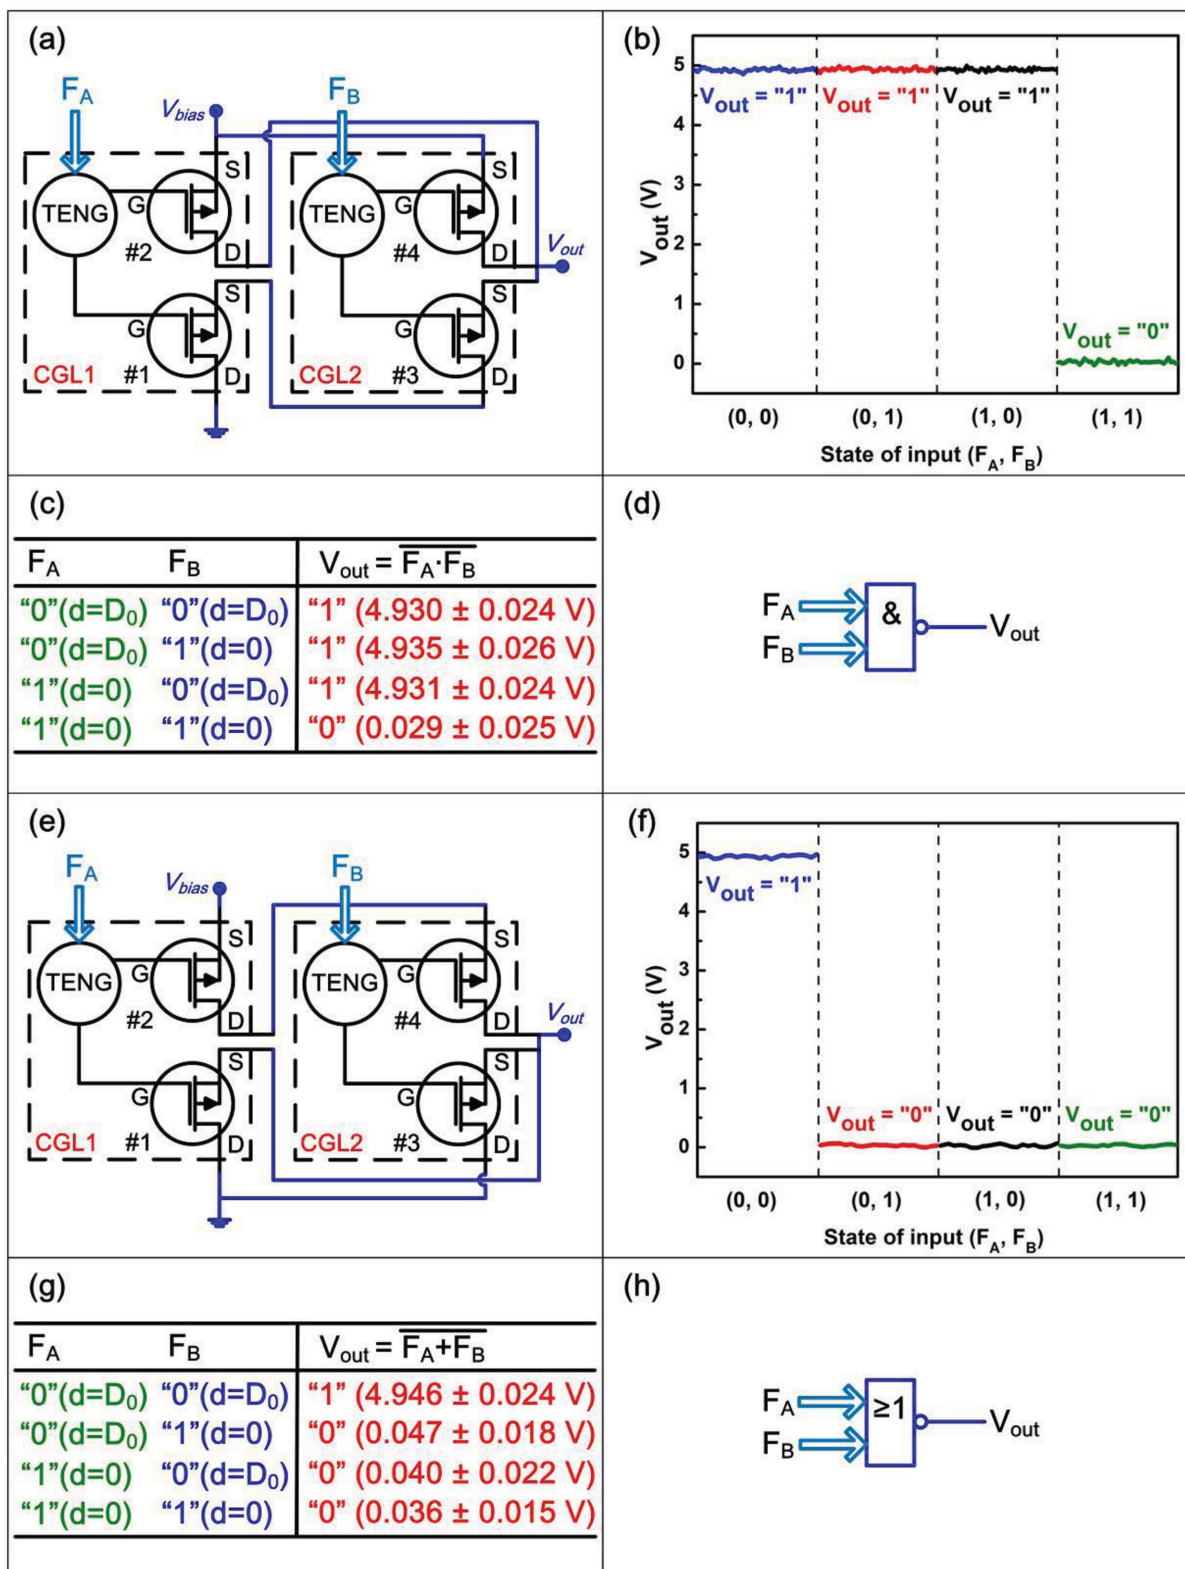 (a)
F_A
V_bias
F_B
S
S
TENG
G
TENG
G
V_out
#2
D
#4
D
S
S
G
G
CGL1
#1
D
CGL2
#3
D
(b)
V_out (V)
5
4
3
2
1
0
V_out = "1"
V_out = "1"
V_out = "1"
V_out = "0"
(0, 0)
(0, 1)
(1, 0)
(1, 1)
State of input (F_A, F_B)
(c)
F_A F_B V_out = \overline{F_A·F_B}
“0”(d=D₀) “0”(d=D₀) “1” (4.930 ± 0.024 V)
“0”(d=D₀) “1”(d=0) “1” (4.935 ± 0.026 V)
“1”(d=0) “0”(d=D₀) “1” (4.931 ± 0.024 V)
“1”(d=0) “1”(d=0) “0” (0.029 ± 0.025 V)
(d)
F_A
F_B
&
V_out
(e)
F_A
V_bias
F_B
S
S
TENG
G
TENG
G
V_out
#2
D
#4
D
S
S
G
G
CGL1
#1
D
CGL2
#3
D
(f)
V_out (V)
5
4
3
2
1
0
V_out = "1"
V_out = "0"
V_out = "0"
V_out = "0"
(0, 0)
(0, 1)
(1, 0)
(1, 1)
State of input (F_A, F_B)
(g)
F_A F_B V_out = \overline{F_A+F_B}
“0”(d=D₀) “0”(d=D₀) “1” (4.946 ± 0.024 V)
“0”(d=D₀) “1”(d=0) “0” (0.047 ± 0.018 V)
“1”(d=0) “0”(d=D₀) “0” (0.040 ± 0.022 V)
“1”(d=0) “1”(d=0) “0” (0.036 ± 0.015 V)
(h)
F_A
F_B
≥1
V_out